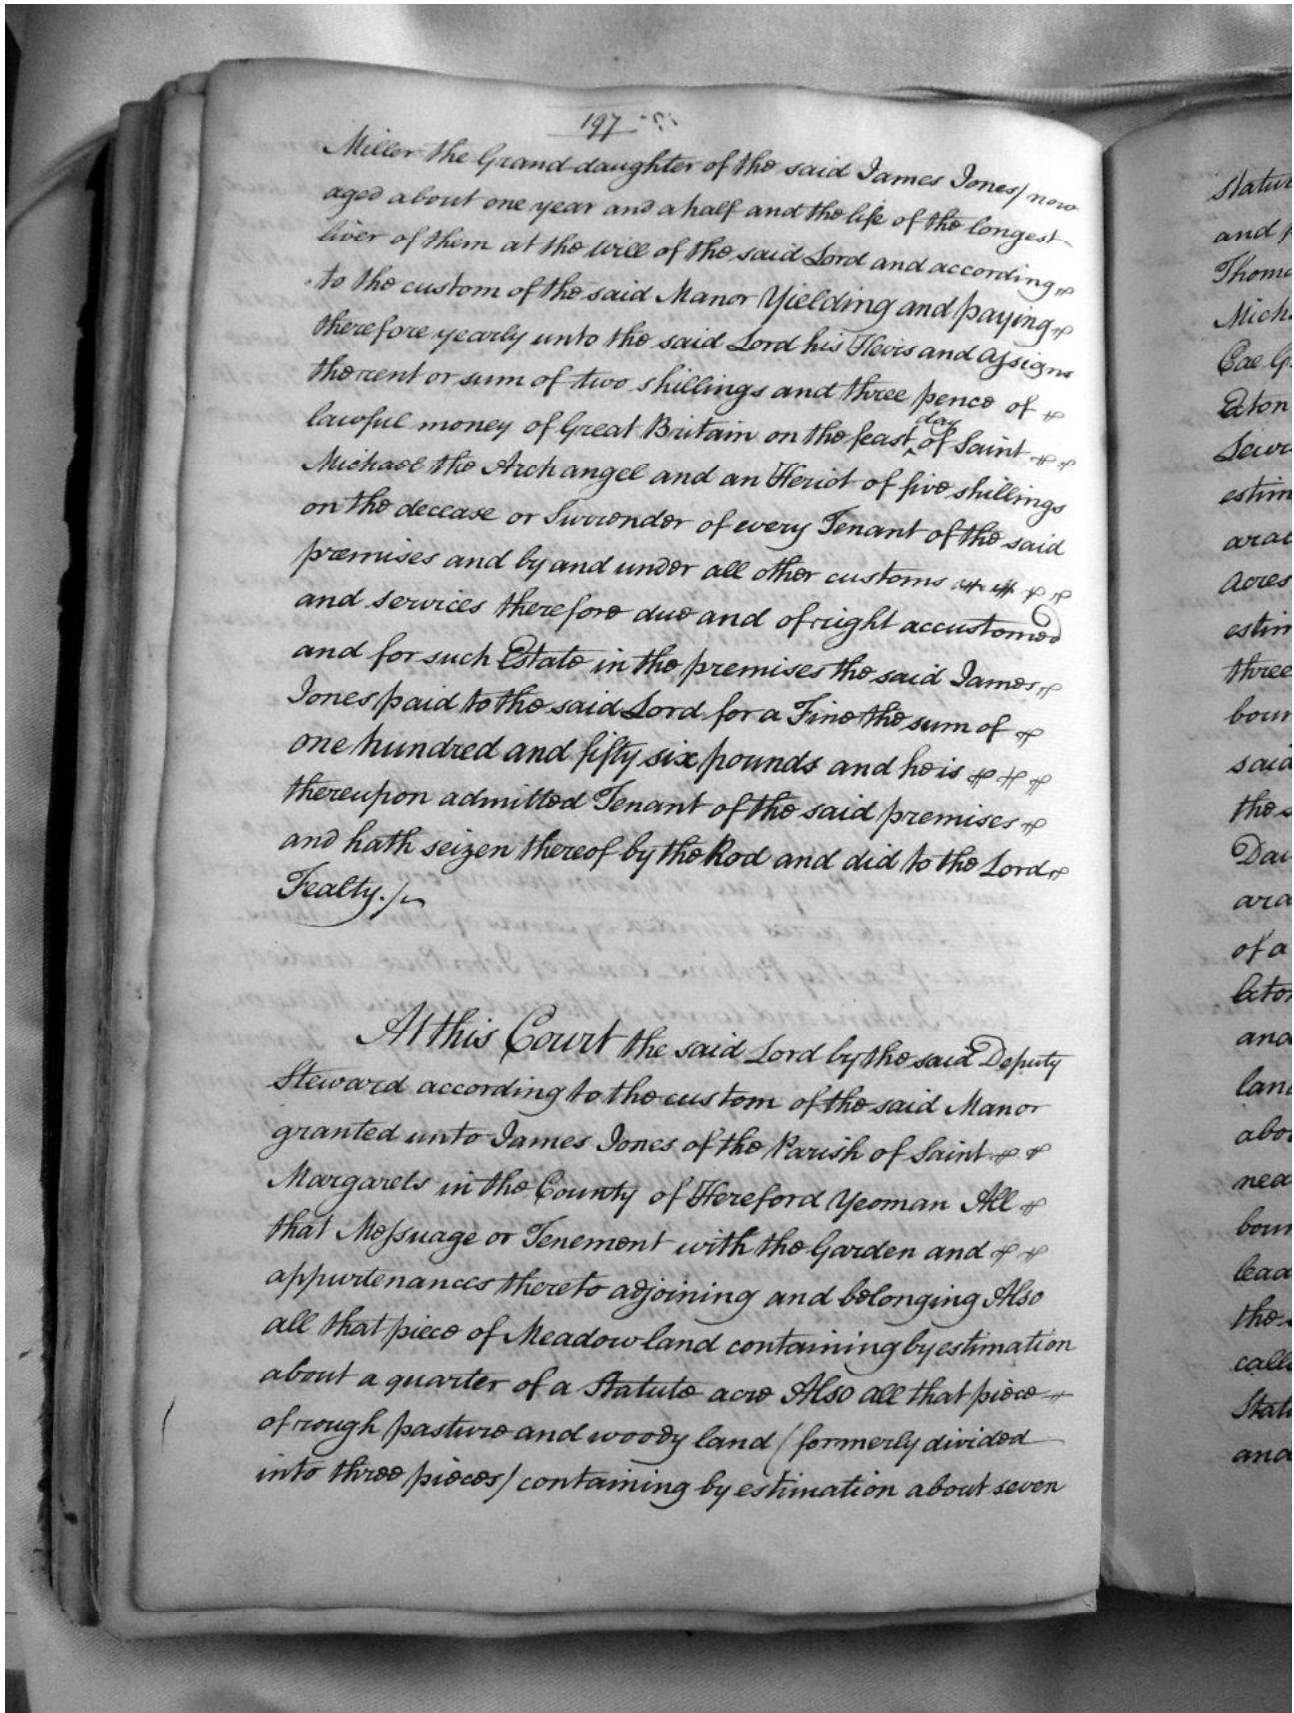 197
Miller the Grand daughter of the said James Jones / now
aged about one year and a half and the life of the longest
liver of them at the will of the said Lord and according
to the custom of the said Manor Yielding and paying
therefore yearly unto the said Lord his Heirs and Assigns
the rent or sum of two shillings and three pence of
lawful money of Great Britain on the feast day of Saint
Michael the Archangel and an Heriot of five shillings
on the decease or Surrender of every Tenant of the said
premises and by and under all other customs
and services therefore due and of right accustomed
and for such Estate in the premises the said James
Jones paid to the said Lord for a Fine the sum of
one hundred and fifty six pounds and he is
thereupon admitted Tenant of the said premises
and hath seizen thereof by the Rod and did to the Lord
Fealty./
At this Court the said Lord by the said Deputy
Steward according to the custom of the said Manor
granted unto James Jones of the Parish of Saint
Margarets in the County of Hereford Yeoman All
that Messuage or Tenement with the Garden and
appurtenances thereto adjoining and belonging Also
all that piece of Meadow land containing by estimation
about a quarter of a Statute acre Also all that piece
of rough pasture and woody land (formerly divided
into three pieces) containing by estimation about seven
and
Acres
three
said
of a
and
and